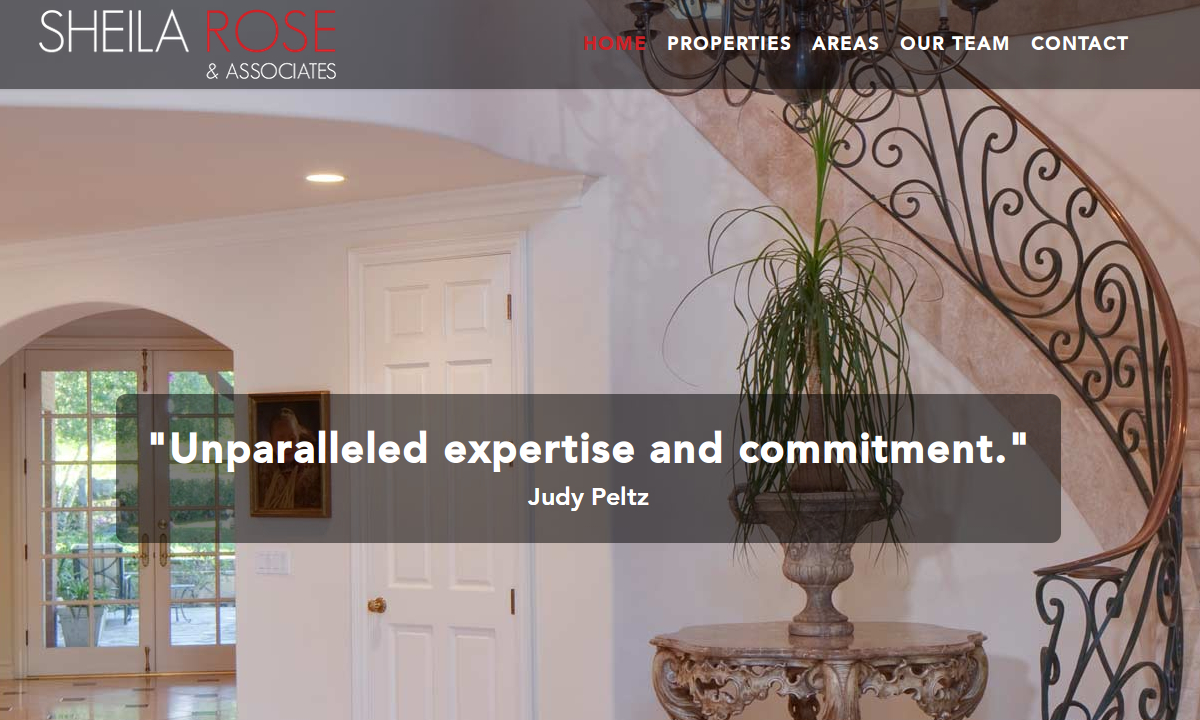 SHEILA ROSE
& ASSOCIATES
HOME PROPERTIES AREAS OUR TEAM CONTACT
"Unparalleled expertise and commitment."
Judy Peltz